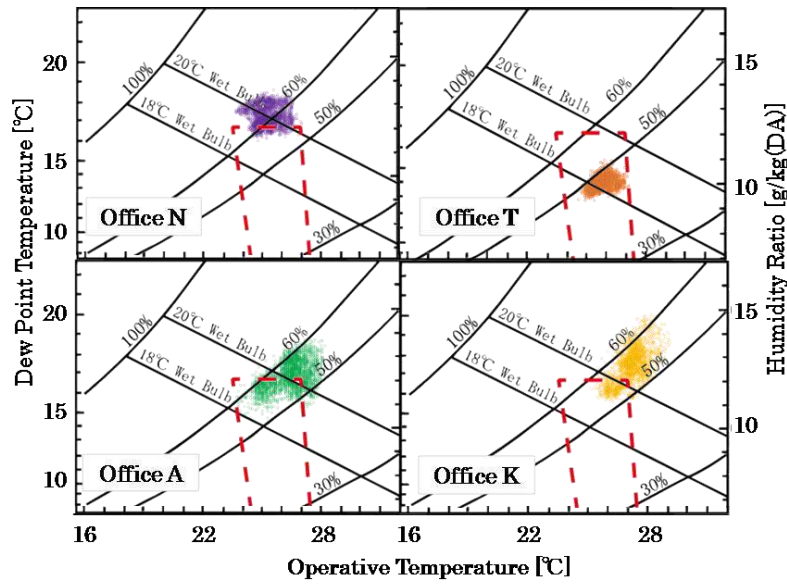 Dew Point Temperature [℃]
Humidity Ratio [g/kg(DA)]
20
15
10
100%
20℃ Wet Bulb
18℃ Wet Bulb
60%
50%
30%
Office N
100%
20℃ Wet Bulb
18℃ Wet Bulb
60%
50%
30%
Office T
15
10
20
15
10
100%
20℃ Wet Bulb
18℃ Wet Bulb
60%
50%
30%
Office A
100%
20℃ Wet Bulb
18℃ Wet Bulb
60%
50%
30%
Office K
15
10
16
22
28
16
22
28
Operative Temperature [℃]